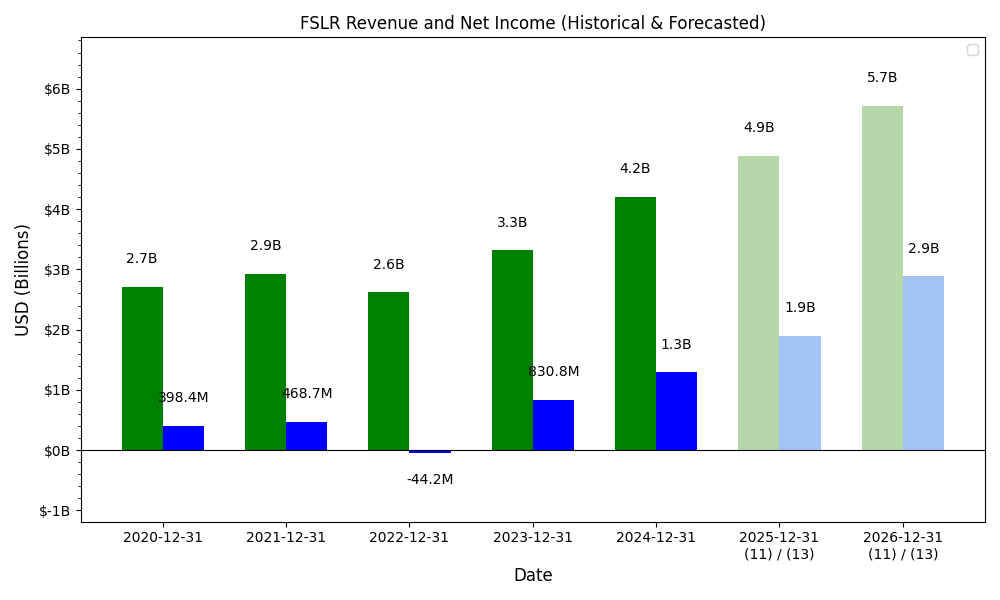 FSLR Revenue and Net Income (Historical & Forecasted)
USD (Billions)
$6B
$5B
$4B
$3B
$2B
$1B
$0B
$-1B
2.7B
398.4M
2.9B
468.7M
2.6B
-44.2M
3.3B
830.8M
4.2B
1.3B
4.9B
1.9B
5.7B
2.9B
2020-12-31
2021-12-31
2022-12-31
2023-12-31
2024-12-31
2025-12-31
(11) / (13)
2026-12-31
(11) / (13)
Date